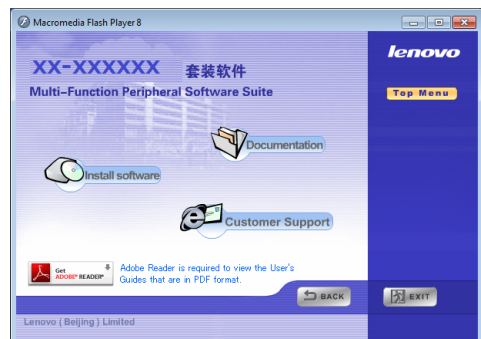 Macromedia Flash Player 8
lenovo
XX-XXXXXX 套装软件
Multi-Function Peripheral Software Suite
Top Menu
Documentation
Install software
Customer Support
Get
ADOBE® READER®
Adobe Reader is required to view the User's
Guides that are in PDF format.
BACK
EXIT
Lenovo ( Beijing ) Limited